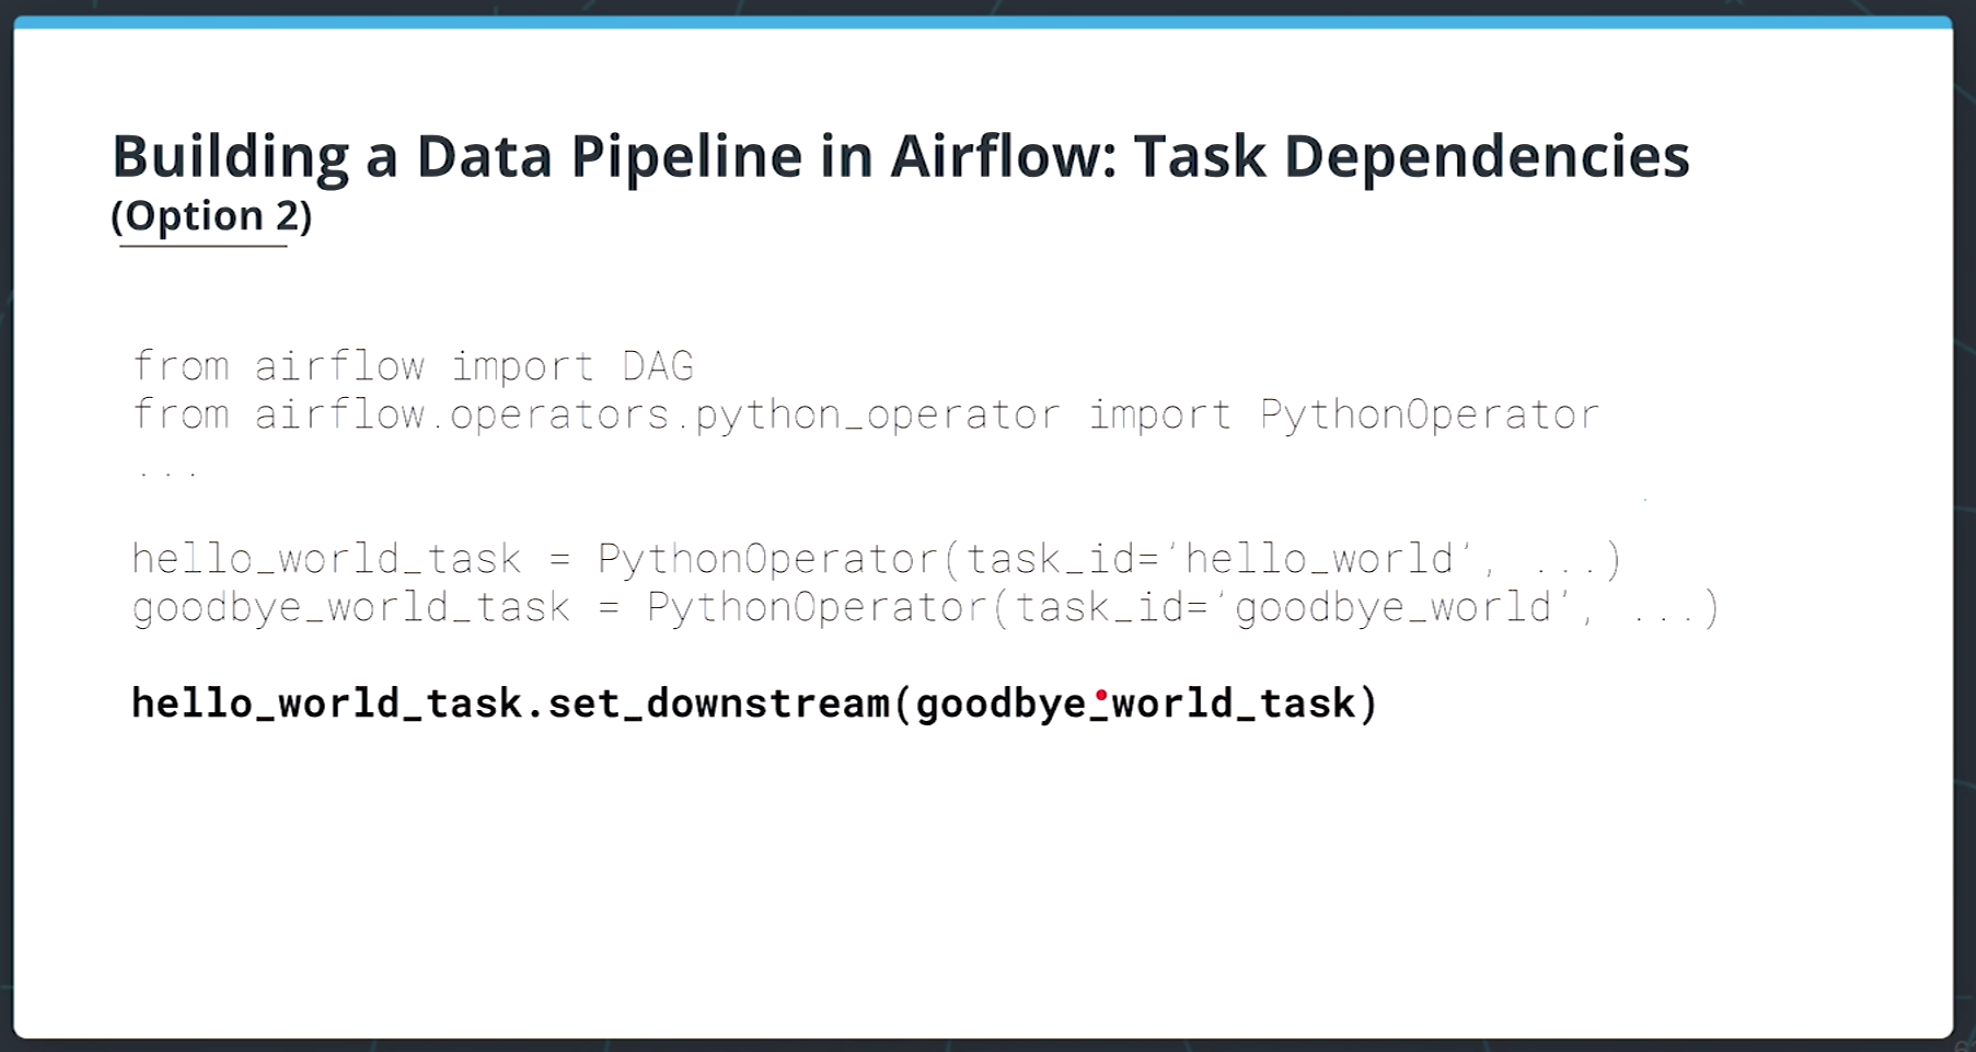 Building a Data Pipeline in Airflow: Task Dependencies
(Option 2)
from airflow import DAG
from airflow.operators.python_operator import PythonOperator
...
hello_world_task = PythonOperator(task_id='hello_world', ...)
goodbye_world_task = PythonOperator(task_id='goodbye_world', ...)
hello_world_task.set_downstream(goodbye_world_task)